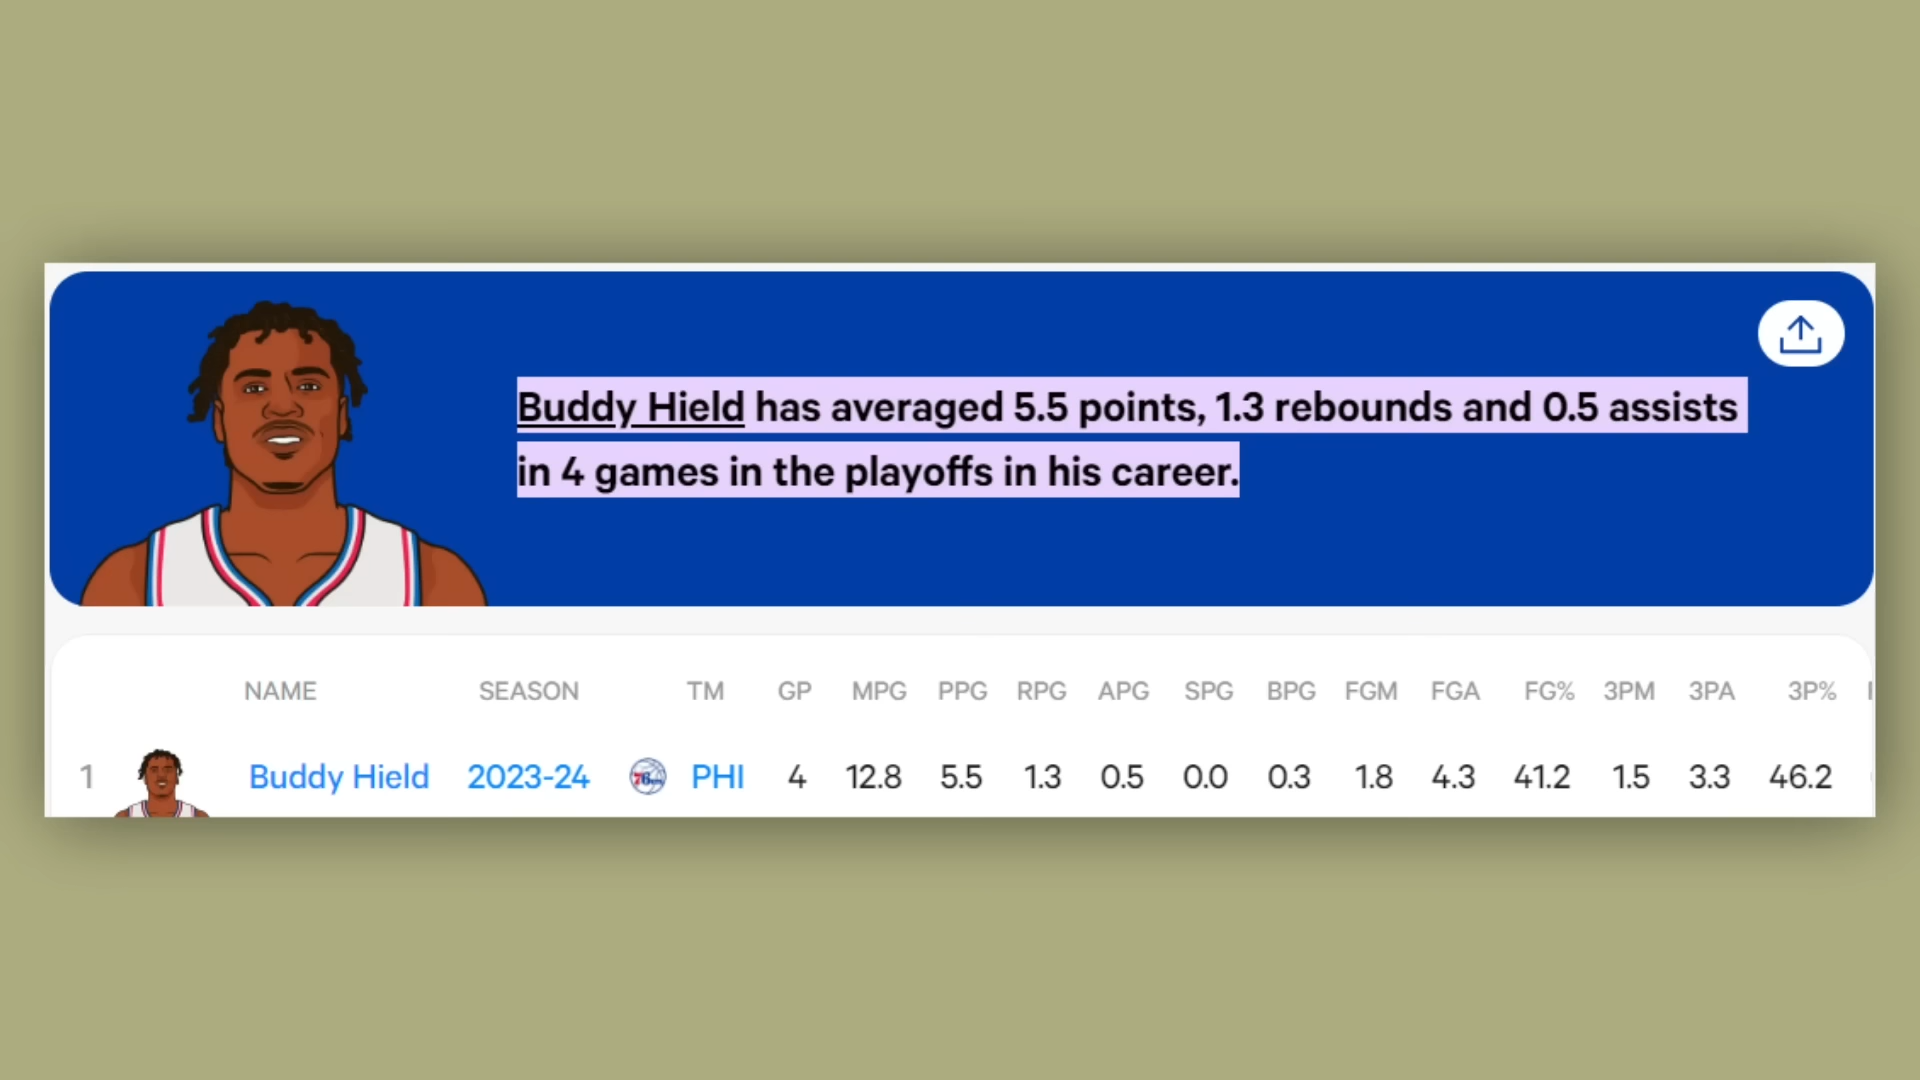 Buddy Hield has averaged 5.5 points, 1.3 rebounds and 0.5 assists
in 4 games in the playoffs in his career.
NAME SEASON TM GP MPG PPG RPG APG SPG BPG FGM FGA FG% 3PM 3PA 3P%
1 Buddy Hield 2023-24 76ers PHI 4 12.8 5.5 1.3 0.5 0.0 0.3 1.8 4.3 41.2 1.5 3.3 46.2